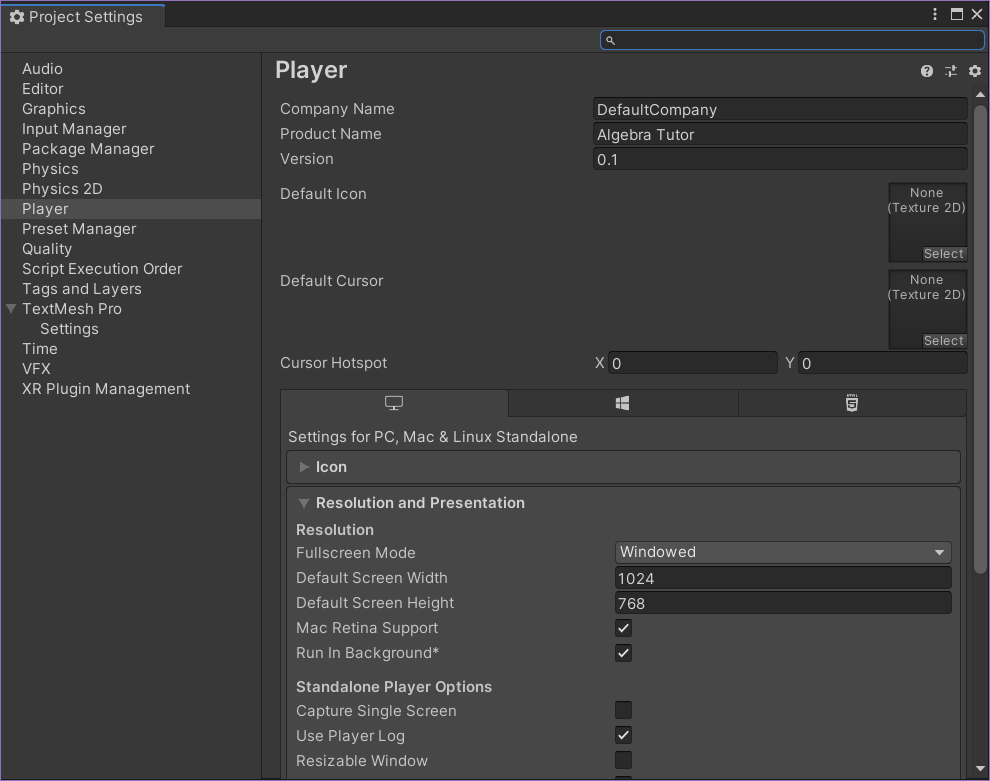 Project Settings
Audio
Editor
Graphics
Input Manager
Package Manager
Physics
Physics 2D
Player
Preset Manager
Quality
Script Execution Order
Tags and Layers
TextMesh Pro
Settings
Time
VFX
XR Plugin Management
Player
Company Name DefaultCompany
Product Name Algebra Tutor
Version 0.1
Default Icon None
(Texture 2D)
Select
Default Cursor None
(Texture 2D)
Select
Cursor Hotspot X 0 Y 0
HTML
5
Settings for PC, Mac & Linux Standalone
Icon
Resolution and Presentation
Resolution
Fullscreen Mode Windowed
Default Screen Width 1024
Default Screen Height 768
Mac Retina Support
Run In Background*
Standalone Player Options
Capture Single Screen
Use Player Log
Resizable Window